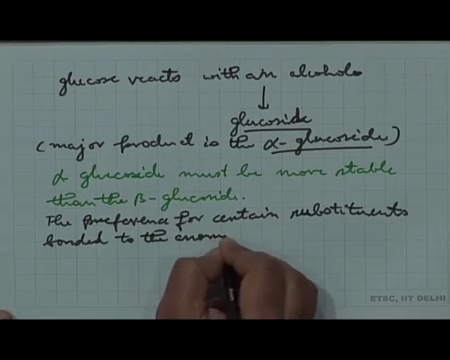 glucose reacts with an alcohols
glucoside
(major product is the α-glucoside)
α glucoside must be more stable
than the β-glucoside.
The preference for certain substituents
bonded to the anom
ETSC, IIT DELHI